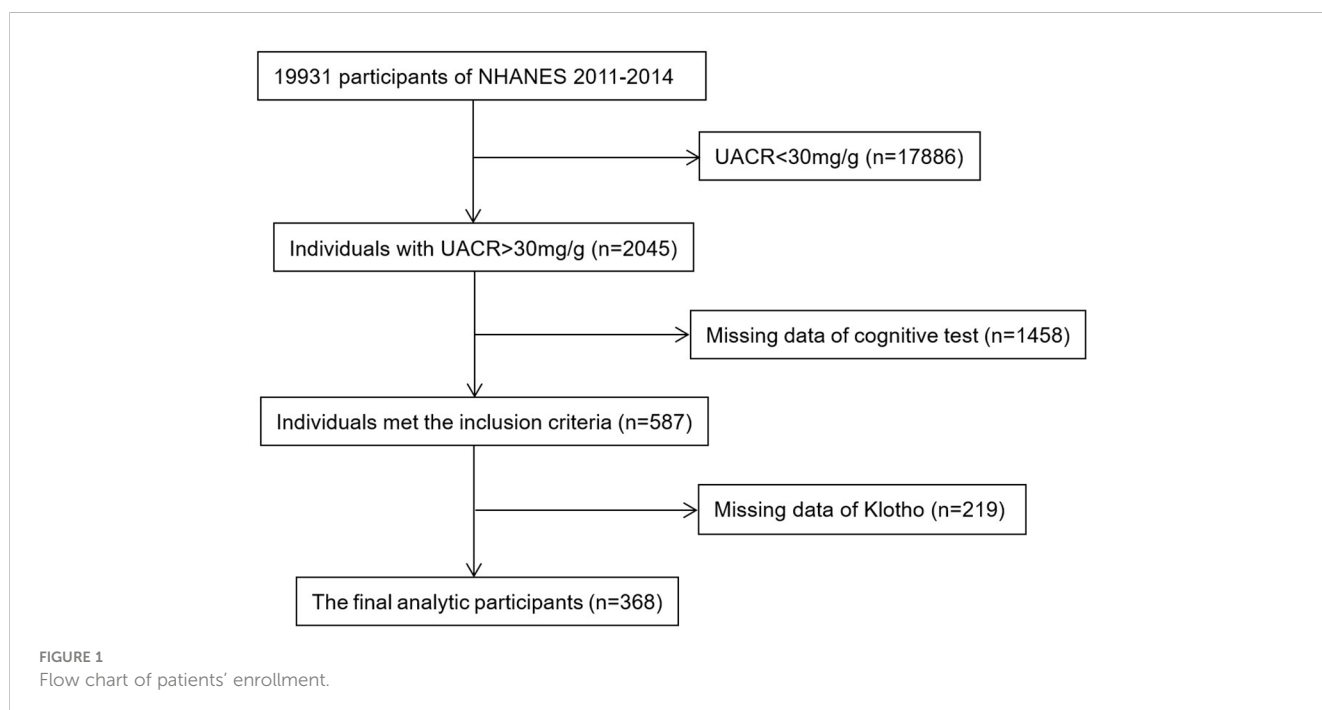 19931 participants of NHANES 2011-2014
UACR<30mg/g (n=17886)
Individuals with UACR>30mg/g (n=2045)
Missing data of cognitive test (n=1458)
Individuals met the inclusion criteria (n=587)
Missing data of Klotho (n=219)
The final analytic participants (n=368)
FIGURE 1
Flow chart of patients’ enrollment.